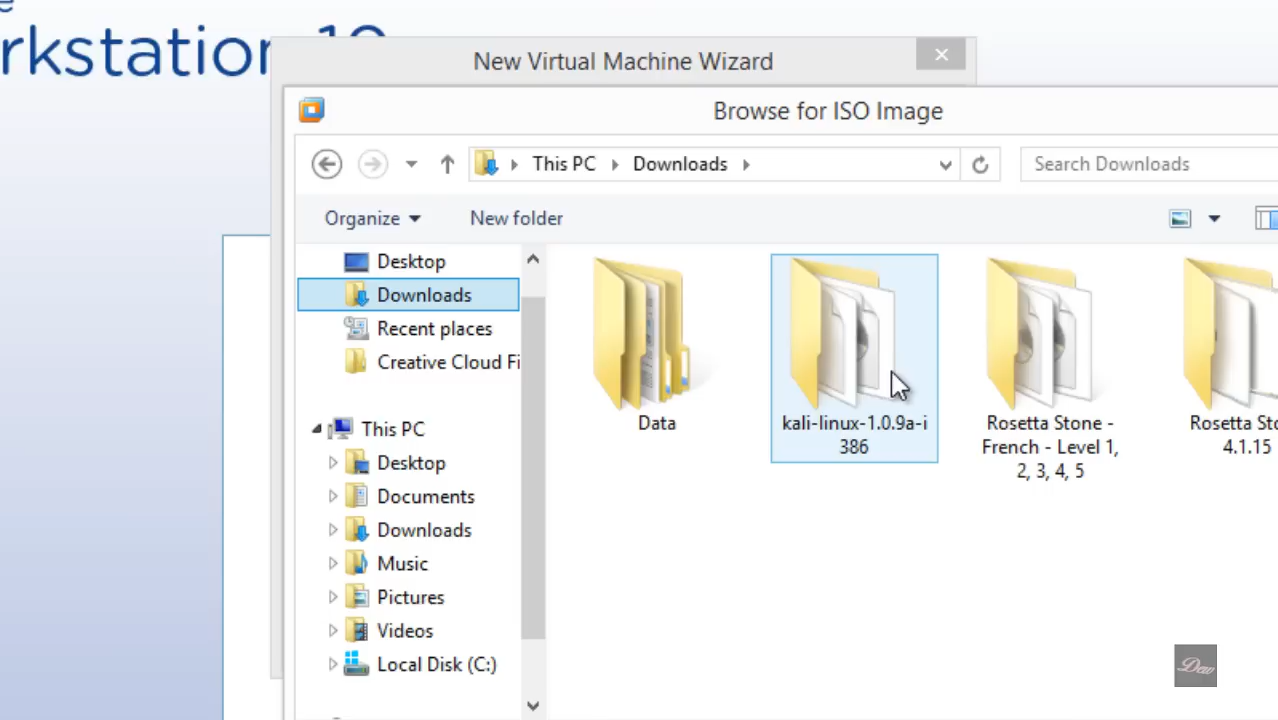 rkstation 10
New Virtual Machine Wizard
Browse for ISO Image
This PC
Downloads
Search Downloads
Organize
New folder
Desktop
Downloads
Recent places
Creative Cloud Fi
This PC
Desktop
Documents
Downloads
Music
Pictures
Videos
Local Disk (C:)
Data
kali-linux-1.0.9a-i
386
Rosetta Stone -
French - Level 1,
2, 3, 4, 5
Rosetta Sto
4.1.15
Dew